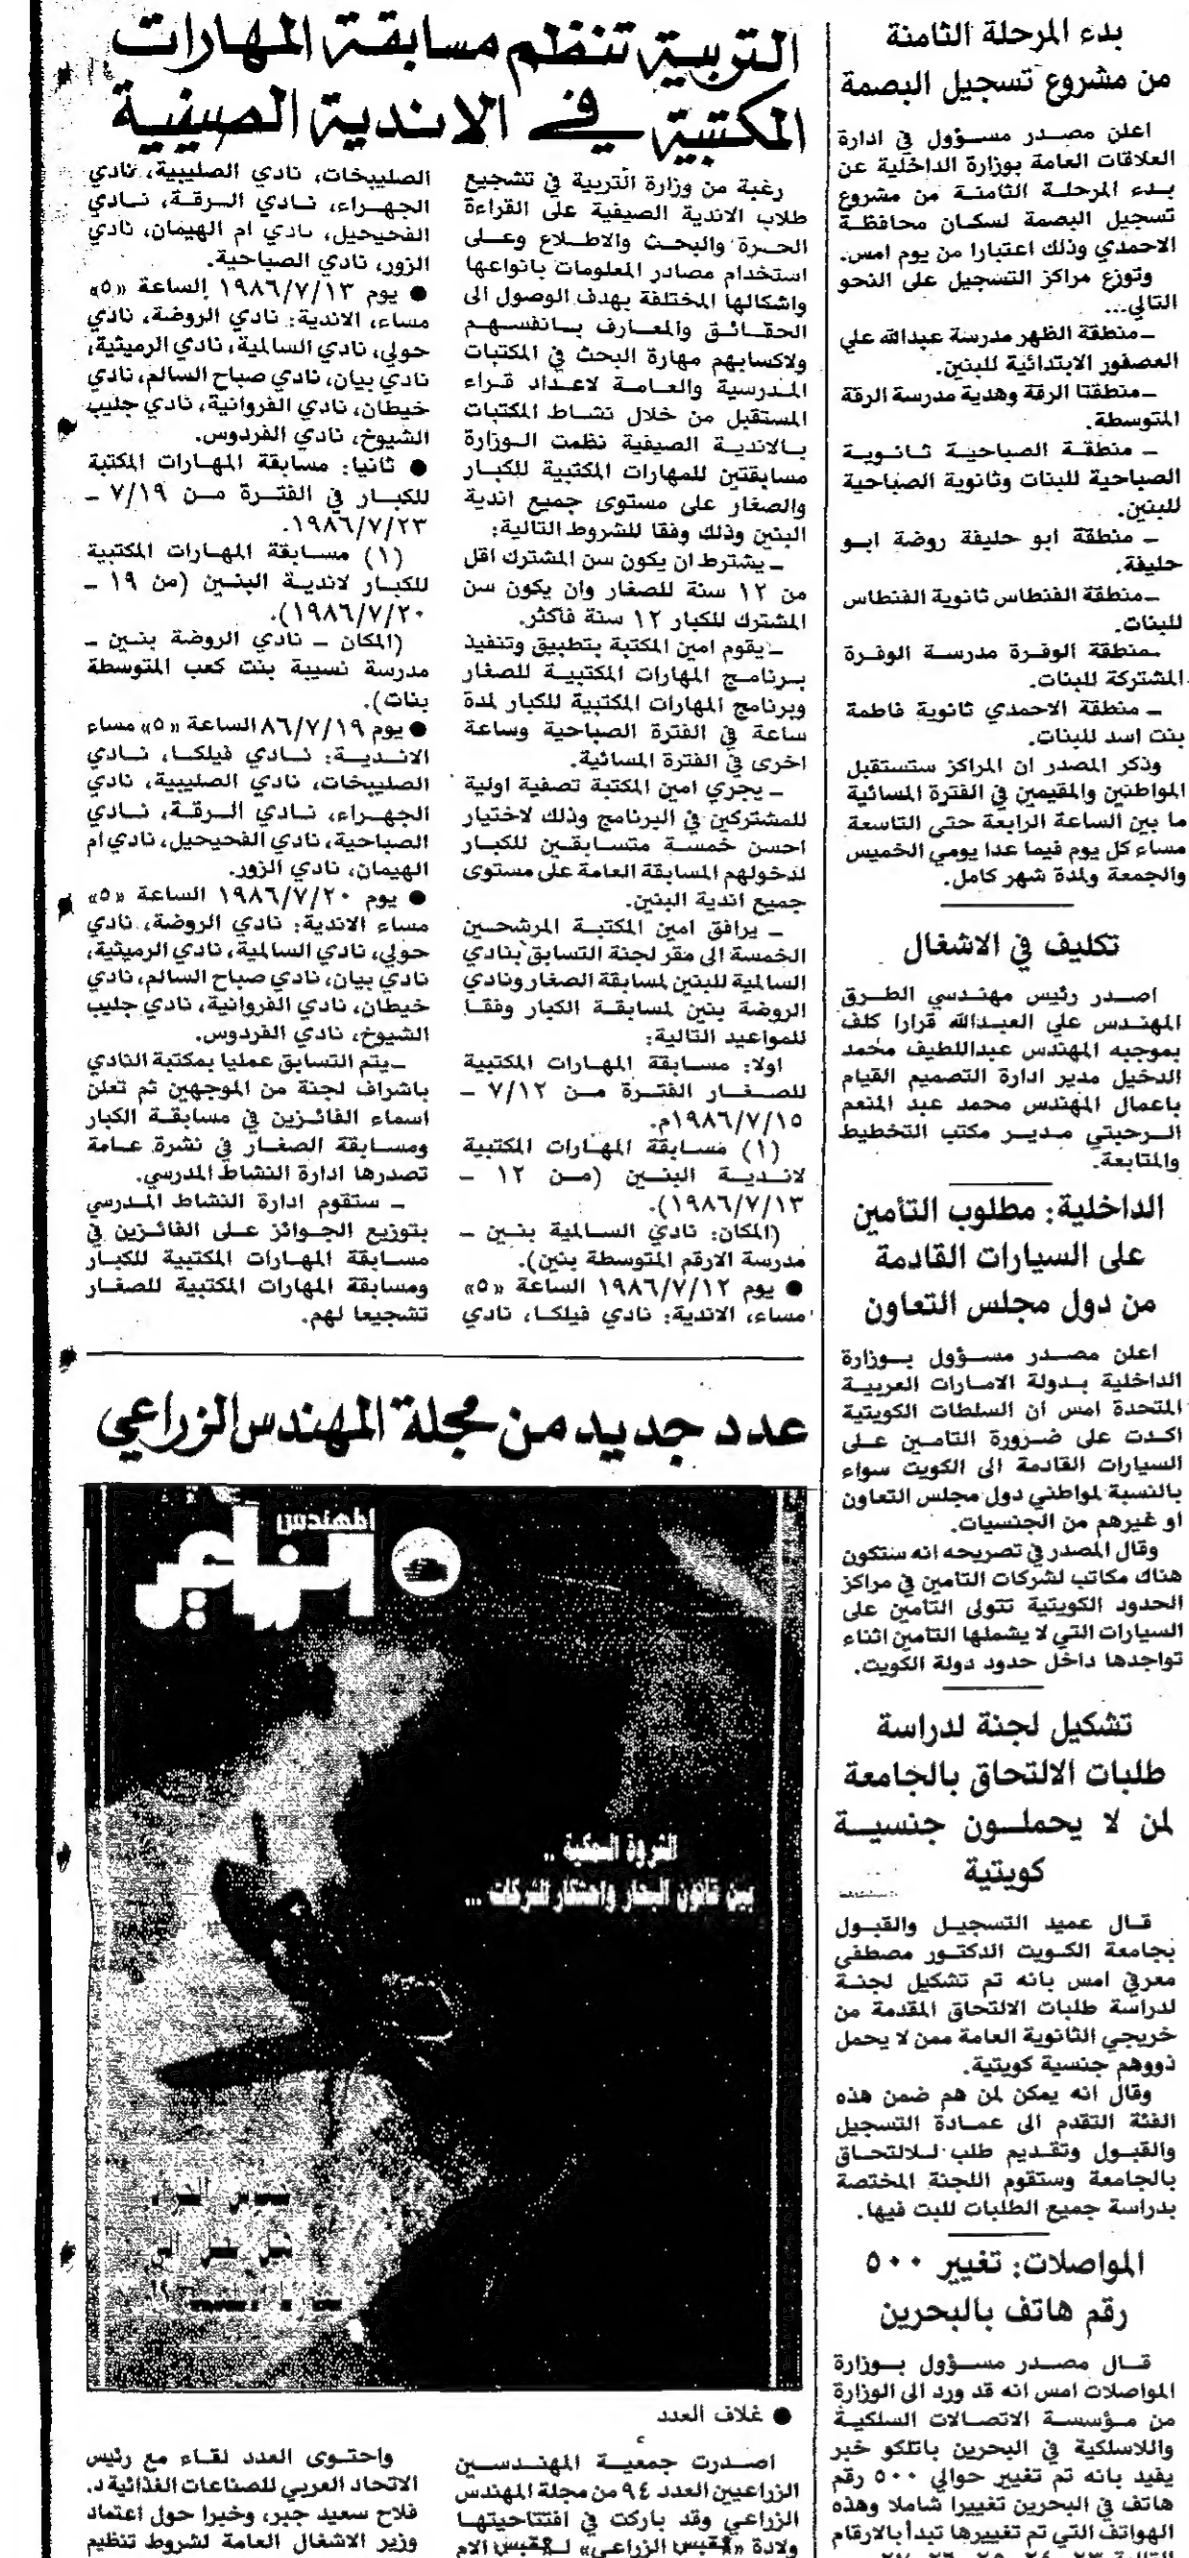 بدء المرحلة الثامنة
من مشروع تسجيل البصمة
اعلن مصدر مسؤول في ادارة
العلاقات العامة بوزارة الداخلية عن
بدء المرحلة الثامنة من مشروع
تسجيل البصمة لسكان محافظة
الاحمدي وذلك اعتبارا من يوم امس.
وتوزع مراكز التسجيل على النحو
التالي...
ـ منطقة الظهر مدرسة عبدالله علي
العصفور الابتدائية للبنين.
ـ منطقتا الرقة وهدية مدرسة الرقة
المتوسطة.
ـ منطقة الصباحية ثانوية
الصباحية للبنات وثانوية الصباحية
للبنين.
ـ منطقة ابو حليفة روضة ابو
حليفة.
ـ منطقة الفنطاس ثانوية الفنطاس
للبنات.
ـ منطقة الوفرة مدرسة الوفرة
المشتركة للبنات.
ـ منطقة الاحمدي ثانوية فاطمة
بنت اسد للبنات.
وذكر المصدر ان المراكز ستستقبل
المواطنين والمقيمين في الفترة المسائية
ما بين الساعة الرابعة حتى التاسعة
مساء كل يوم فيما عدا يومي الخميس
والجمعة ولمدة شهر كامل.
تكليف في الاشغال
اصدر رئيس مهندسي الطرق
المهندس علي العبدالله قرارا كلف
بموجبه المهندس عبداللطيف محمد
الدخيل مدير ادارة التصميم القيام
باعمال المهندس محمد عبد المنعم
الرحبتي مدير مكتب التخطيط
والمتابعة.
الداخلية: مطلوب التأمين
على السيارات القادمة
من دول مجلس التعاون
اعلن مصدر مسؤول بوزارة
الداخلية بدولة الامارات العربية
المتحدة امس ان السلطات الكويتية
اكدت على ضرورة التامين على
السيارات القادمة الى الكويت سواء
بالنسبة لمواطني دول مجلس التعاون
او غيرهم من الجنسيات.
وقال المصدر في تصريحه انه ستكون
هناك مكاتب لشركات التامين في مراكز
الحدود الكويتية تتولى التامين على
السيارات التي لا يشملها التامين اثناء
تواجدها داخل حدود دولة الكويت.
تشكيل لجنة لدراسة
طلبات الالتحاق بالجامعة
لمن لا يحملون جنسية
كويتية
قال عميد التسجيل والقبول
بجامعة الكويت الدكتور مصطفى
معرفي امس بانه تم تشكيل لجنة
لدراسة طلبات الالتحاق المقدمة من
خريجي الثانوية العامة ممن لا يحمل
ذووهم جنسية كويتية.
وقال انه يمكن لمن هم ضمن هذه
الفئة التقدم الى عمادة التسجيل
والقبول وتقديم طلب للالتحاق
بالجامعة وستقوم اللجنة المختصة
بدراسة جميع الطلبات للبت فيها.
المواصلات: تغيير ٥٠٠
رقم هاتف بالبحرين
قال مصدر مسؤول بوزارة
المواصلات امس انه قد ورد الى الوزارة
من مؤسسة الاتصالات السلكية
واللاسلكية في البحرين باتلكو خبر
يفيد بانه تم تغيير حوالي ٥٠٠ رقم
هاتف في البحرين تغييرا شاملا وهذه
الهواتف التي تم تغييرها تبدأ بالارقام
التربية تنظم مسابقة المهارات
المكتبية في الاندية الصيفية
رغبة من وزارة التربية في تشجيع
طلاب الاندية الصيفية على القراءة
الحرة والبحث والاطلاع وعلى
استخدام مصادر المعلومات بانواعها
واشكالها المختلفة بهدف الوصول الى
الحقائق والمعارف بانفسهم
ولاكسابهم مهارة البحث في المكتبات
المدرسية والعامة لاعداد قراء
المستقبل من خلال نشاط المكتبات
بالاندية الصيفية نظمت الوزارة
مسابقتين للمهارات المكتبية للكبار
والصغار على مستوى جميع اندية
البنين وذلك وفقا للشروط التالية:
ـ يشترط ان يكون سن المشترك اقل
من ١٢ سنة للصغار وان يكون سن
المشترك للكبار ١٢ سنة فاكثر.
ـ يقوم امين المكتبة بتطبيق وتنفيذ
برنامج المهارات المكتبية للصغار
وبرنامج المهارات المكتبية للكبار لمدة
ساعة في الفترة الصباحية وساعة
اخرى في الفترة المسائية.
ـ يجري امين المكتبة تصفية اولية
للمشتركين في البرنامج وذلك لاختيار
احسن خمسة متسابقين للكبار
لدخولهم المسابقة العامة على مستوى
جميع اندية البنين.
ـ يرافق امين المكتبة المرشحين
الخمسة الى مقر لجنة التسابق بنادي
السالمية للبنين لمسابقة الصغار ونادي
الروضة بنين لمسابقة الكبار وفقا
للمواعيد التالية:
اولا: مسابقة المهارات المكتبية
للصغار الفترة من ٧/١٢ ـ
١٩٨٦/٧/١٥م.
(١) مسابقة المهارات المكتبية
لاندية البنين (من ١٢ ـ
١٩٨٦/٧/١٣).
(المكان: نادي السالمية بنين ـ
مدرسة الارقم المتوسطة بنين).
● يوم ١٩٨٦/٧/١٢ الساعة «٥»
مساء، الاندية: نادي فيلكا، نادي
الصليبخات، نادي الصليبية، نادي
الجهراء، نادي الرقة، نادي
الفحيحيل، نادي ام الهيمان، نادي
الزور، نادي الصباحية.
● يوم ١٩٨٦/٧/١٣ الساعة «٥»
مساء، الاندية: نادي الروضة، نادي
حولي، نادي السالمية، نادي الرميثية،
نادي بيان، نادي صباح السالم، نادي
خيطان، نادي الفروانية، نادي جليب
الشيوخ، نادي الفردوس.
● ثانيا: مسابقة المهارات المكتبة
للكبار في الفترة من ٧/١٩ ـ
١٩٨٦/٧/٢٣.
(١) مسابقة المهارات المكتبية
للكبار لاندية البنين (من ١٩ ـ
١٩٨٦/٧/٢٠).
(المكان ـ نادي الروضة بنين ـ
مدرسة نسيبة بنت كعب المتوسطة
بنات).
● يوم ٨٦/٧/١٩ الساعة «٥» مساء
الاندية: نادي فيلكا، نادي
الصليبخات، نادي الصليبية، نادي
الجهراء، نادي الرقة، نادي
الصباحية، نادي الفحيحيل، نادي ام
الهيمان، نادي الزور.
● يوم ١٩٨٦/٧/٢٠ الساعة «٥»
مساء الاندية: نادي الروضة، نادي
حولي، نادي السالمية، نادي الرميثية،
نادي بيان، نادي صباح السالم، نادي
خيطان، نادي الفروانية، نادي جليب
الشيوخ، نادي الفردوس.
ـ يتم التسابق عمليا بمكتبة النادي
باشراف لجنة من الموجهين ثم تعلن
اسماء الفائزين في مسابقة الكبار
ومسابقة الصغار في نشرة عامة
تصدرها ادارة النشاط المدرسي.
ـ ستقوم ادارة النشاط المدرسي
بتوزيع الجوائز على الفائزين في
مسابقة المهارات المكتبية للكبار
ومسابقة المهارات المكتبية للصغار
تشجيعا لهم.
عدد جديد من مجلة المهندس الزراعي
المهندس
الزراعي
الثروة السمكية ..
بين قانون البحار واحتكار الشركات ...
● غلاف العدد
اصدرت جمعية المهندسين
الزراعيين العدد ٩٤ من مجلة المهندس
الزراعي وقد باركت في افتتاحيتها
ولادة الزراعي» الام
واحتوى العدد لقاء مع رئيس
الاتحاد العربي للصناعات الغذائية د.
فلاح سعيد جبر، وخبرا حول اعتماد
وزير الاشغال العامة لشروط تنظيم